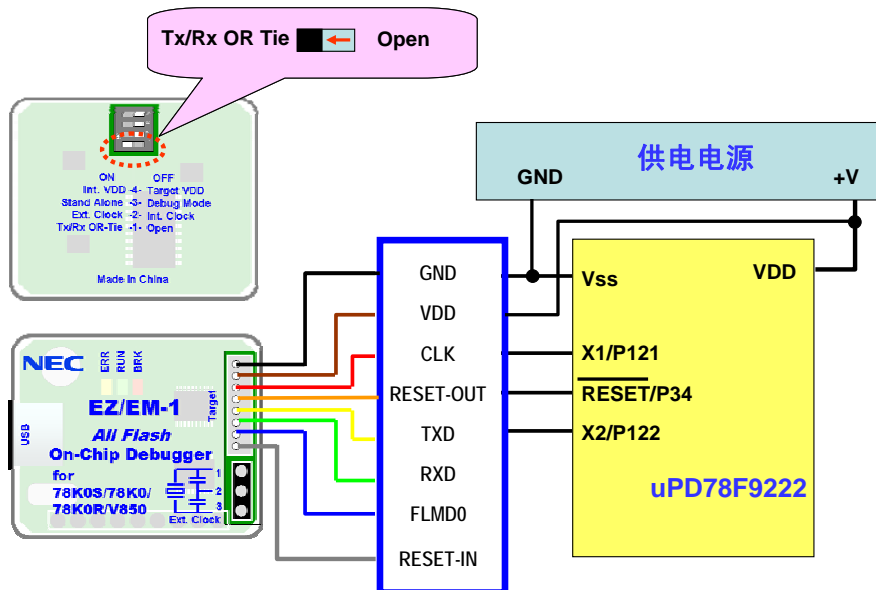 Tx/Rx OR Tie Open
ON OFF
Int. VDD -4- Target VDD
Stand Alone -3- Debug Mode
Ext. Clock -2- Int. Clock
Tx/Rx OR-Tie -1- Open
Made In China
供电电源
GND +V
GND
VDD
CLK
RESET-OUT
TXD
RXD
FLMD0
RESET-IN
Vss VDD
X1/P121
RESET/P34
X2/P122
uPD78F9222
NEC
ERR
RUN
BRK
Target
USB
EZ/EM-1
All Flash
On-Chip Debugger
for
78K0S/78K0/
78K0R/V850
1
2
3
Ext. Clock